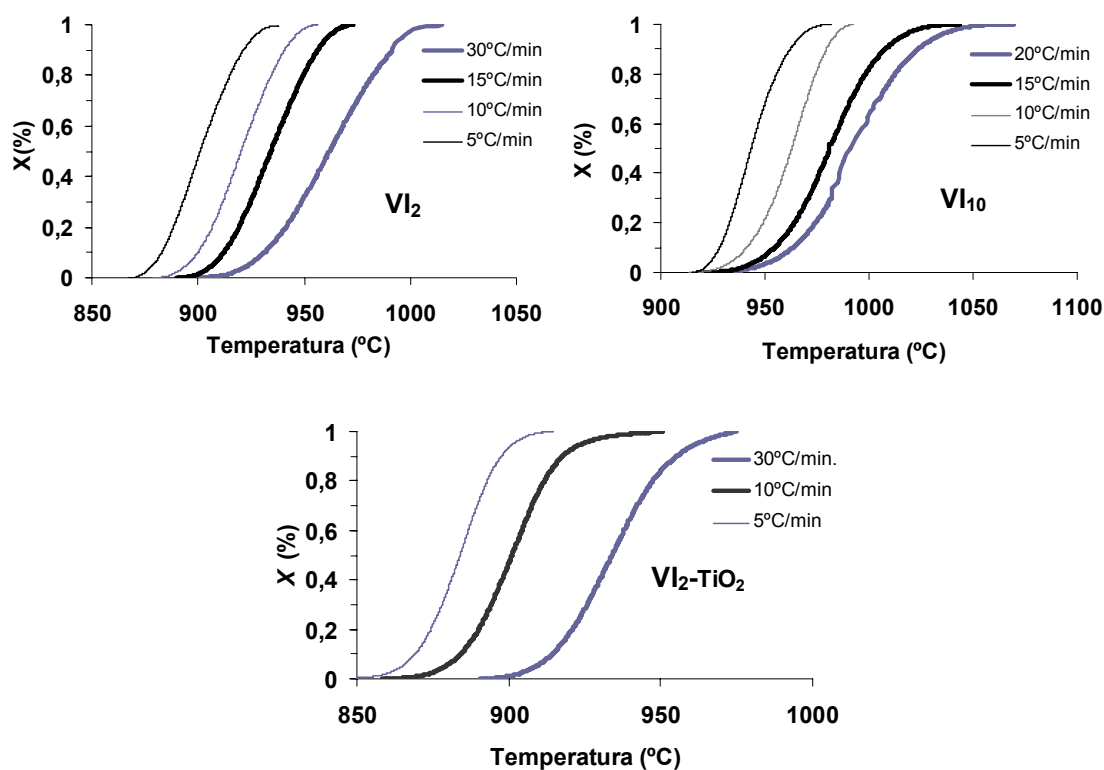 1
0,8
0,6
0,4
0,2
0
X(%)
30ºC/min
15ºC/min
10ºC/min
5ºC/min
VI2
850 900 950 1000 1050
Temperatura (ºC)
1
0,8
0,6
0,4
0,2
0
X (%)
20ºC/min
15ºC/min
10ºC/min
5ºC/min
VI10
900 950 1000 1050 1100
Temperatura (ºC)
1
0,8
0,6
0,4
0,2
0
X (%)
30ºC/min.
10ºC/min
5ºC/min
VI2-TiO2
850 900 950 1000
Temperatura (ºC)